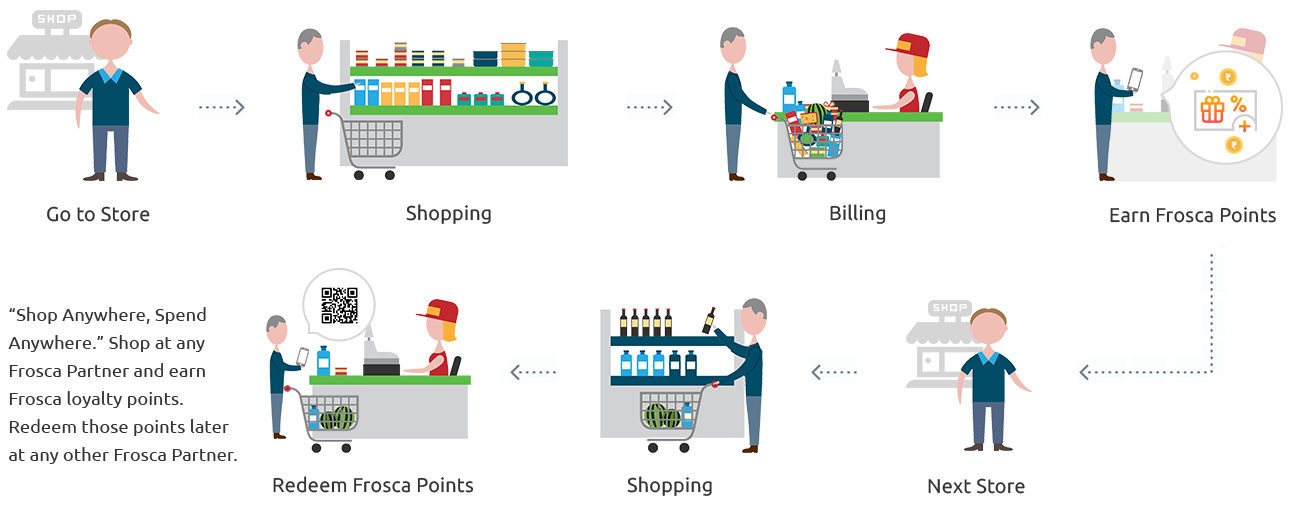 SHOP
Go to Store
Shopping
Billing
Earn Frosca Points
“Shop Anywhere, Spend
Anywhere.” Shop at any
Frosca Partner and earn
Frosca loyalty points.
Redeem those points later
at any other Frosca Partner.
Redeem Frosca Points
Shopping
SHOP
Next Store